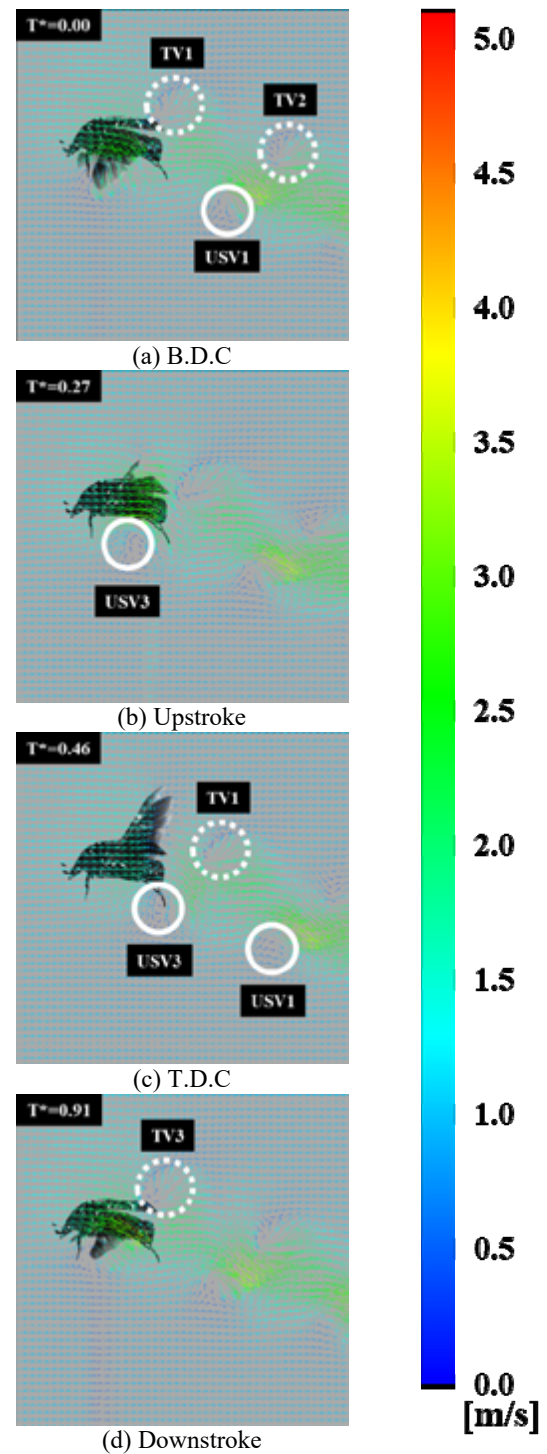 T*=0.00
TV1
TV2
USV1
(a) B.D.C
T*=0.27
USV3
(b) Upstroke
T*=0.46
TV1
USV3
USV1
(c) T.D.C
T*=0.91
TV3
(d) Downstroke
5.0
4.5
4.0
3.5
3.0
2.5
2.0
1.5
1.0
0.5
0.0
[m/s]